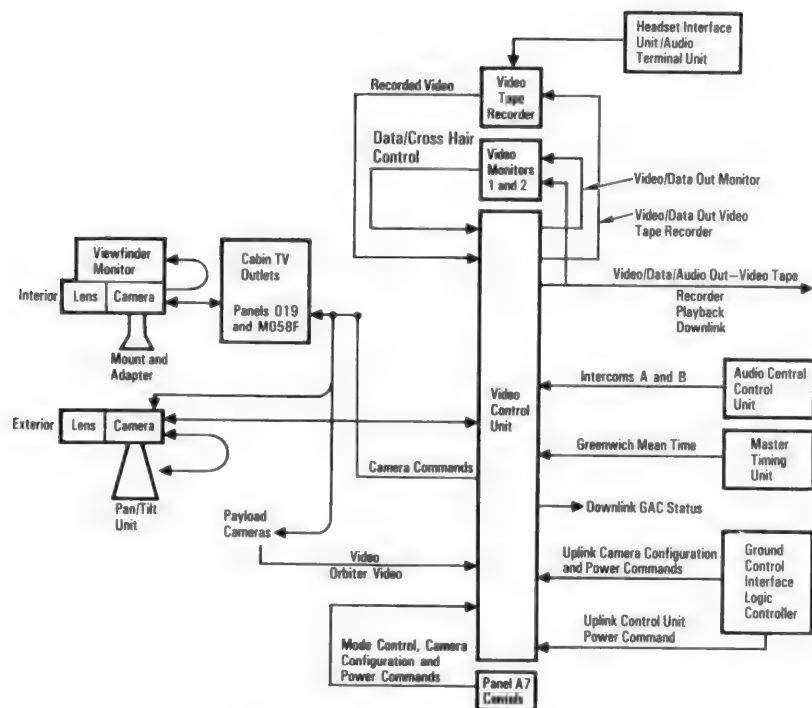 Headset Interface
Unit/Audio
Terminal Unit
Recorded Video
Video
Tape
Recorder
Data/Cross Hair
Control
Video
Monitors
1 and 2
Video/Data Out Monitor
Video/Data Out Video
Tape Recorder
Viewfinder
Monitor
Cabin TV
Outlets
Panels 019
and M058F
Interior
Lens
Camera
Mount and
Adapter
Video/Data/Audio Out—Video Tape
Recorder
Playback
Downlink
Video
Control
Unit
Intercoms A and B
Audio Central
Control
Unit
Exterior
Lens
Camera
Pan/Tilt
Unit
Greenwich Mean Time
Master
Timing
Unit
Camera Commands
Downlink GAC Status
Payload
Cameras
Video
Orbiter Video
Uplink Camera Configuration
and Power Commands
Ground
Control
Interface
Logic
Controller
Uplink Control Unit
Power Command
Mode Control, Camera
Configuration and
Power Commands
Panel A7
Controls